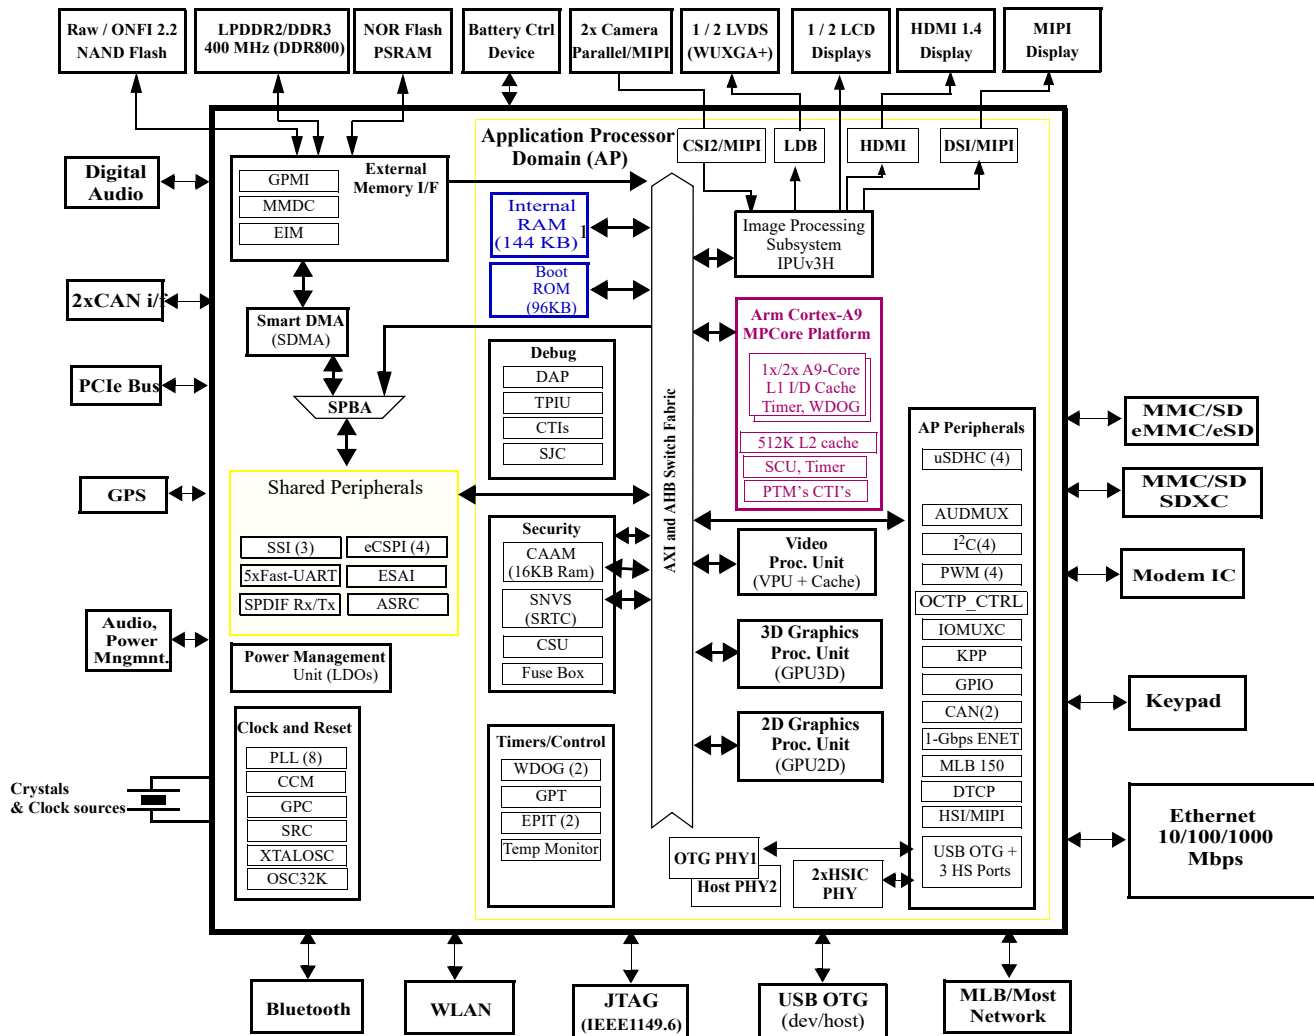 Raw / ONFI 2.2
NAND Flash
LPDDR2/DDR3
400 MHz (DDR800)
NOR Flash
PSRAM
Battery Ctrl
Device
2x Camera
Parallel/MIPI
1 / 2 LVDS
(WUXGA+)
1 / 2 LCD
Displays
HDMI 1.4
Display
MIPI
Display
Digital
Audio
2xCAN i/f
PCIe Bus
GPS
Audio,
Power
Mngmnt.
Crystals
& Clock sources
External
Memory I/F
GPMI
MMDC
EIM
Smart DMA
(SDMA)
SPBA
Shared Peripherals
SSI (3)
eCSPI (4)
5xFast-UART
ESAI
SPDIF Rx/Tx
ASRC
Power Management
Unit (LDOs)
Clock and Reset
PLL (8)
CCM
GPC
SRC
XTALOSC
OSC32K
Application Processor
Domain (AP)
Internal
RAM
(144 KB) 1
Boot
ROM
(96KB)
Debug
DAP
TPIU
CTIs
SJC
Security
CAAM
(16KB Ram)
SNVS
(SRTC)
CSU
Fuse Box
Timers/Control
WDOG (2)
GPT
EPIT (2)
Temp Monitor
AXI and AHB Switch Fabric
CSI2/MIPI
LDB
HDMI
DSI/MIPI
Image Processing
Subsystem
IPUv3H
Arm Cortex-A9
MPCore Platform
1x/2x A9-Core
L1 I/D Cache
Timer, WDOG
512K L2 cache
SCU, Timer
PTM's CTI's
Video
Proc. Unit
(VPU + Cache)
3D Graphics
Proc. Unit
(GPU3D)
2D Graphics
Proc. Unit
(GPU2D)
OTG PHY1
Host PHY2
2xHSIC
PHY
AP Peripherals
uSDHC (4)
AUDMUX
I2C(4)
PWM (4)
OCTP_CTRL
IOMUXC
KPP
GPIO
CAN(2)
1-Gbps ENET
MLB 150
DTCP
HSI/MIPI
USB OTG +
3 HS Ports
MMC/SD
eMMC/eSD
MMC/SD
SDXC
Modem IC
Keypad
Ethernet
10/100/1000
Mbps
Bluetooth
WLAN
JTAG
(IEEE1149.6)
USB OTG
(dev/host)
MLB/Most
Network